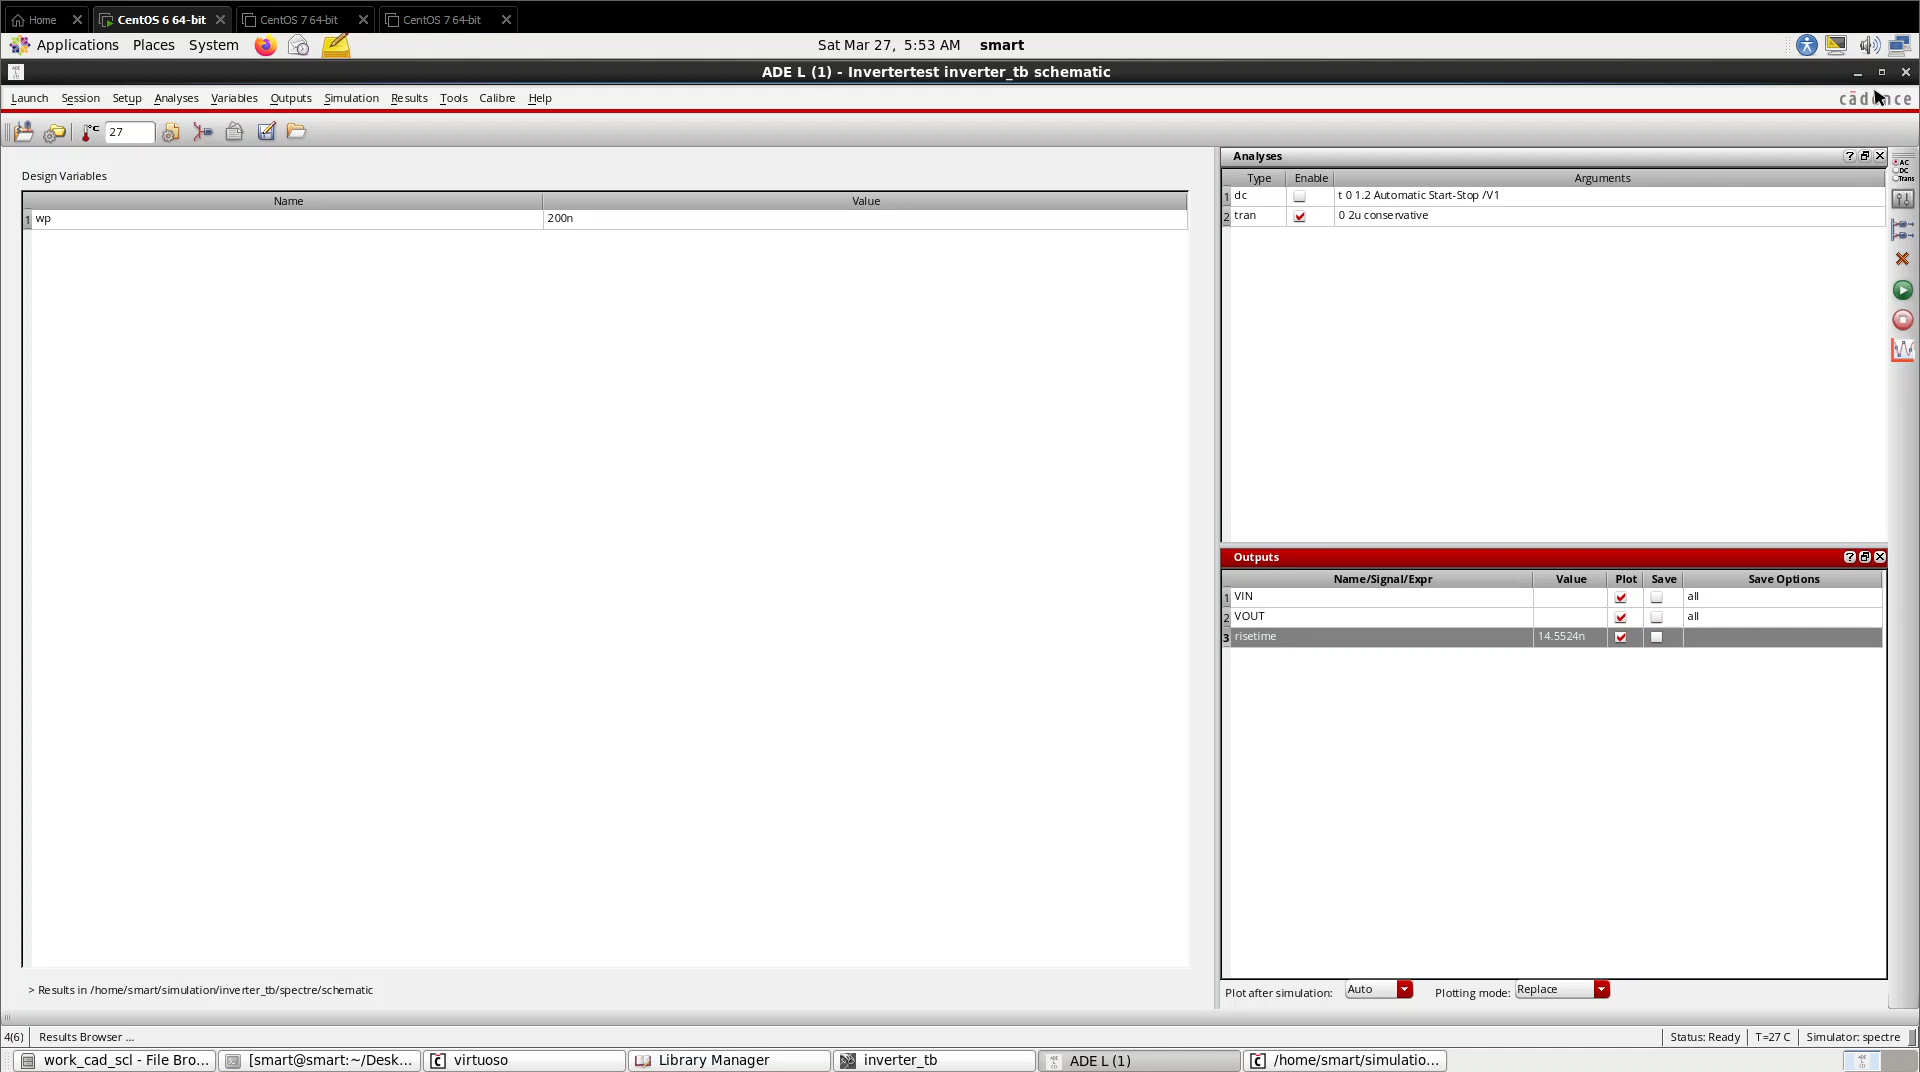 Home CentOS 6 64-bit CentOS 7 64-bit CentOS 7 64-bit
Applications Places System Sat Mar 27, 5:53 AM smart
ADE L (1) - Invertertest inverter_tb schematic
Launch Session Setup Analyses Variables Outputs Simulation Results Tools Calibre Help cādence
°C 27
Design Variables
Name Value
1 wp 200n
Analyses
Type Enable Arguments
1 dc t 0 1.2 Automatic Start-Stop /V1
2 tran 0 2u conservative
AC
DC
Trans
Outputs
Name/Signal/Expr Value Plot Save Save Options
1 VIN all
2 VOUT all
3 risetime 14.5524n
Plot after simulation: Auto Plotting mode: Replace
> Results in /home/smart/simulation/inverter_tb/spectre/schematic
4(6) Results Browser ... Status: Ready T=27 C Simulator: spectre
work_cad_scl - File Bro... [smart@smart:~/Desk... virtuoso Library Manager inverter_tb ADE L (1) /home/smart/simulatio...